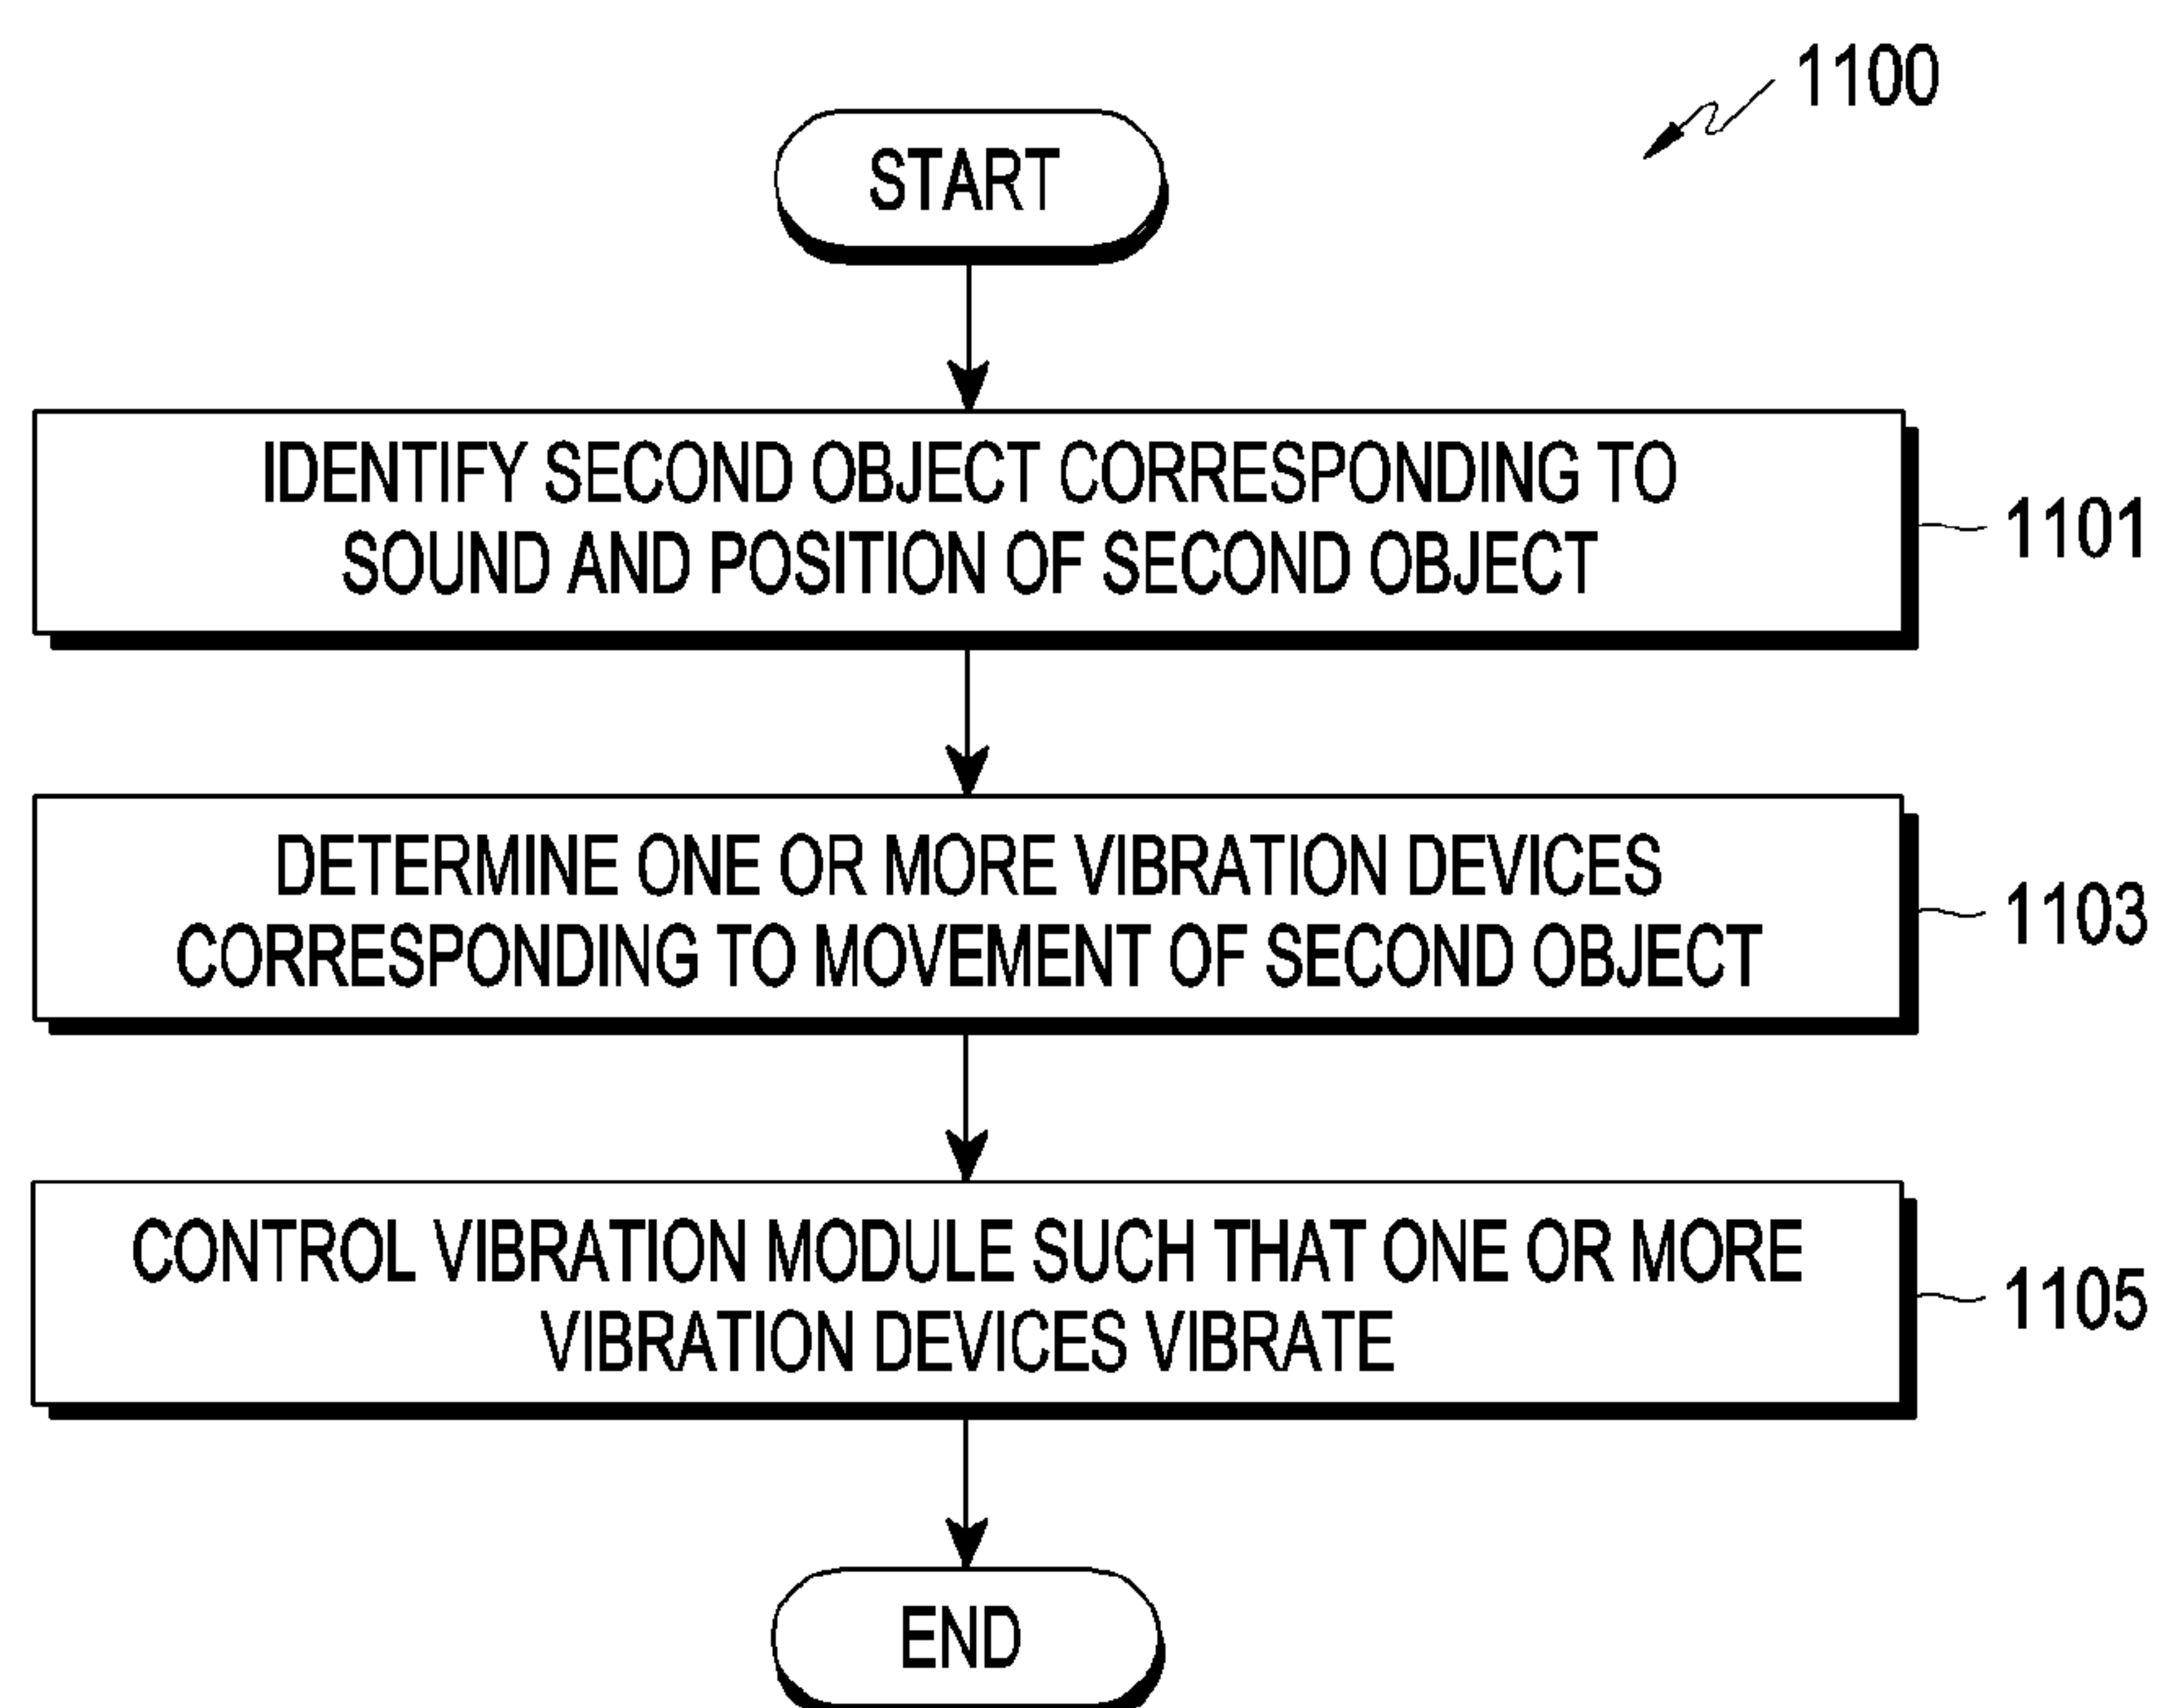 1100
START
IDENTIFY SECOND OBJECT CORRESPONDING TO
SOUND AND POSITION OF SECOND OBJECT
1101
DETERMINE ONE OR MORE VIBRATION DEVICES
CORRESPONDING TO MOVEMENT OF SECOND OBJECT
1103
CONTROL VIBRATION MODULE SUCH THAT ONE OR MORE
VIBRATION DEVICES VIBRATE
1105
END